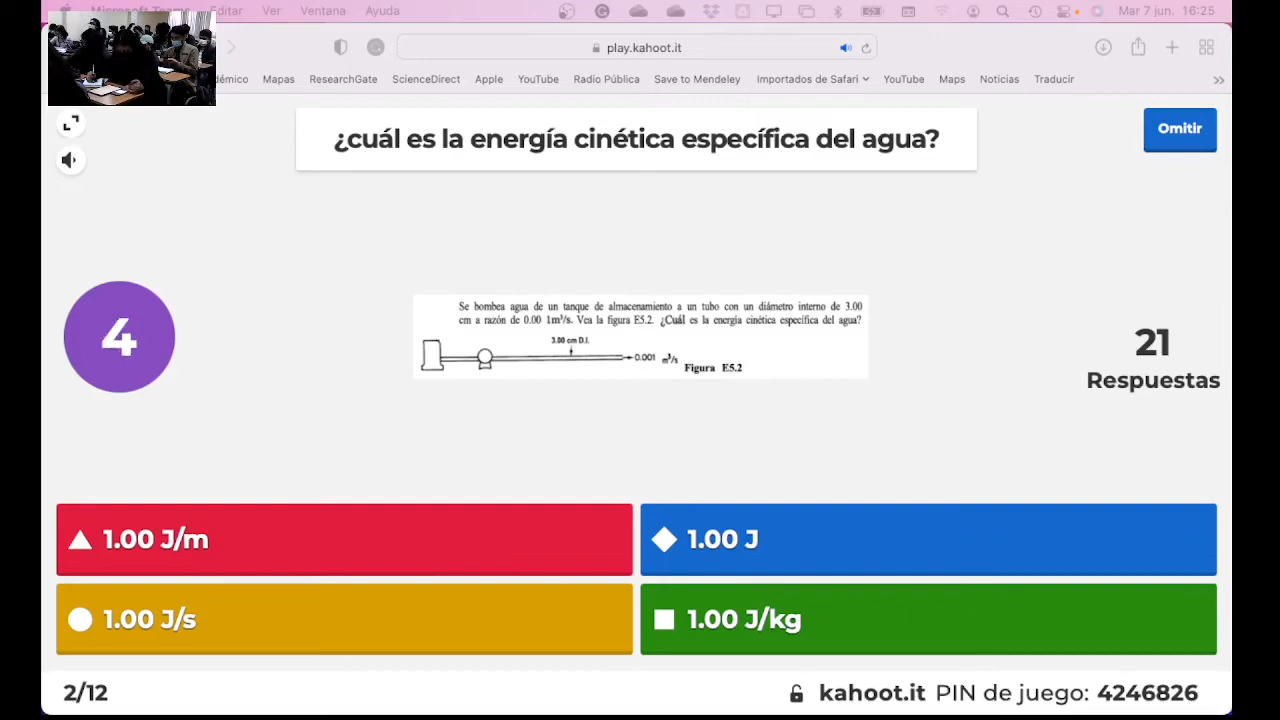 Microsoft Teams Editar Ver Ventana Ayuda Mar 7 jun. 16:25
play.kahoot.it
démico Mapas ResearchGate ScienceDirect Apple YouTube Radio Pública Save to Mendeley Importados de Safari YouTube Maps Noticias Traducir
¿cuál es la energía cinética específica del agua?
Omitir
4
Se bombea agua de un tanque de almacenamiento a un tubo con un diámetro interno de 3.00
cm a razón de 0.00 1m³/s. Vea la figura E5.2. ¿Cuál es la energía cinética específica del agua?
3.00 cm D.I.
0.001 m³/s
Figura E5.2
21
Respuestas
1.00 J/m
1.00 J
1.00 J/s
1.00 J/kg
2/12
kahoot.it PIN de juego: 4246826